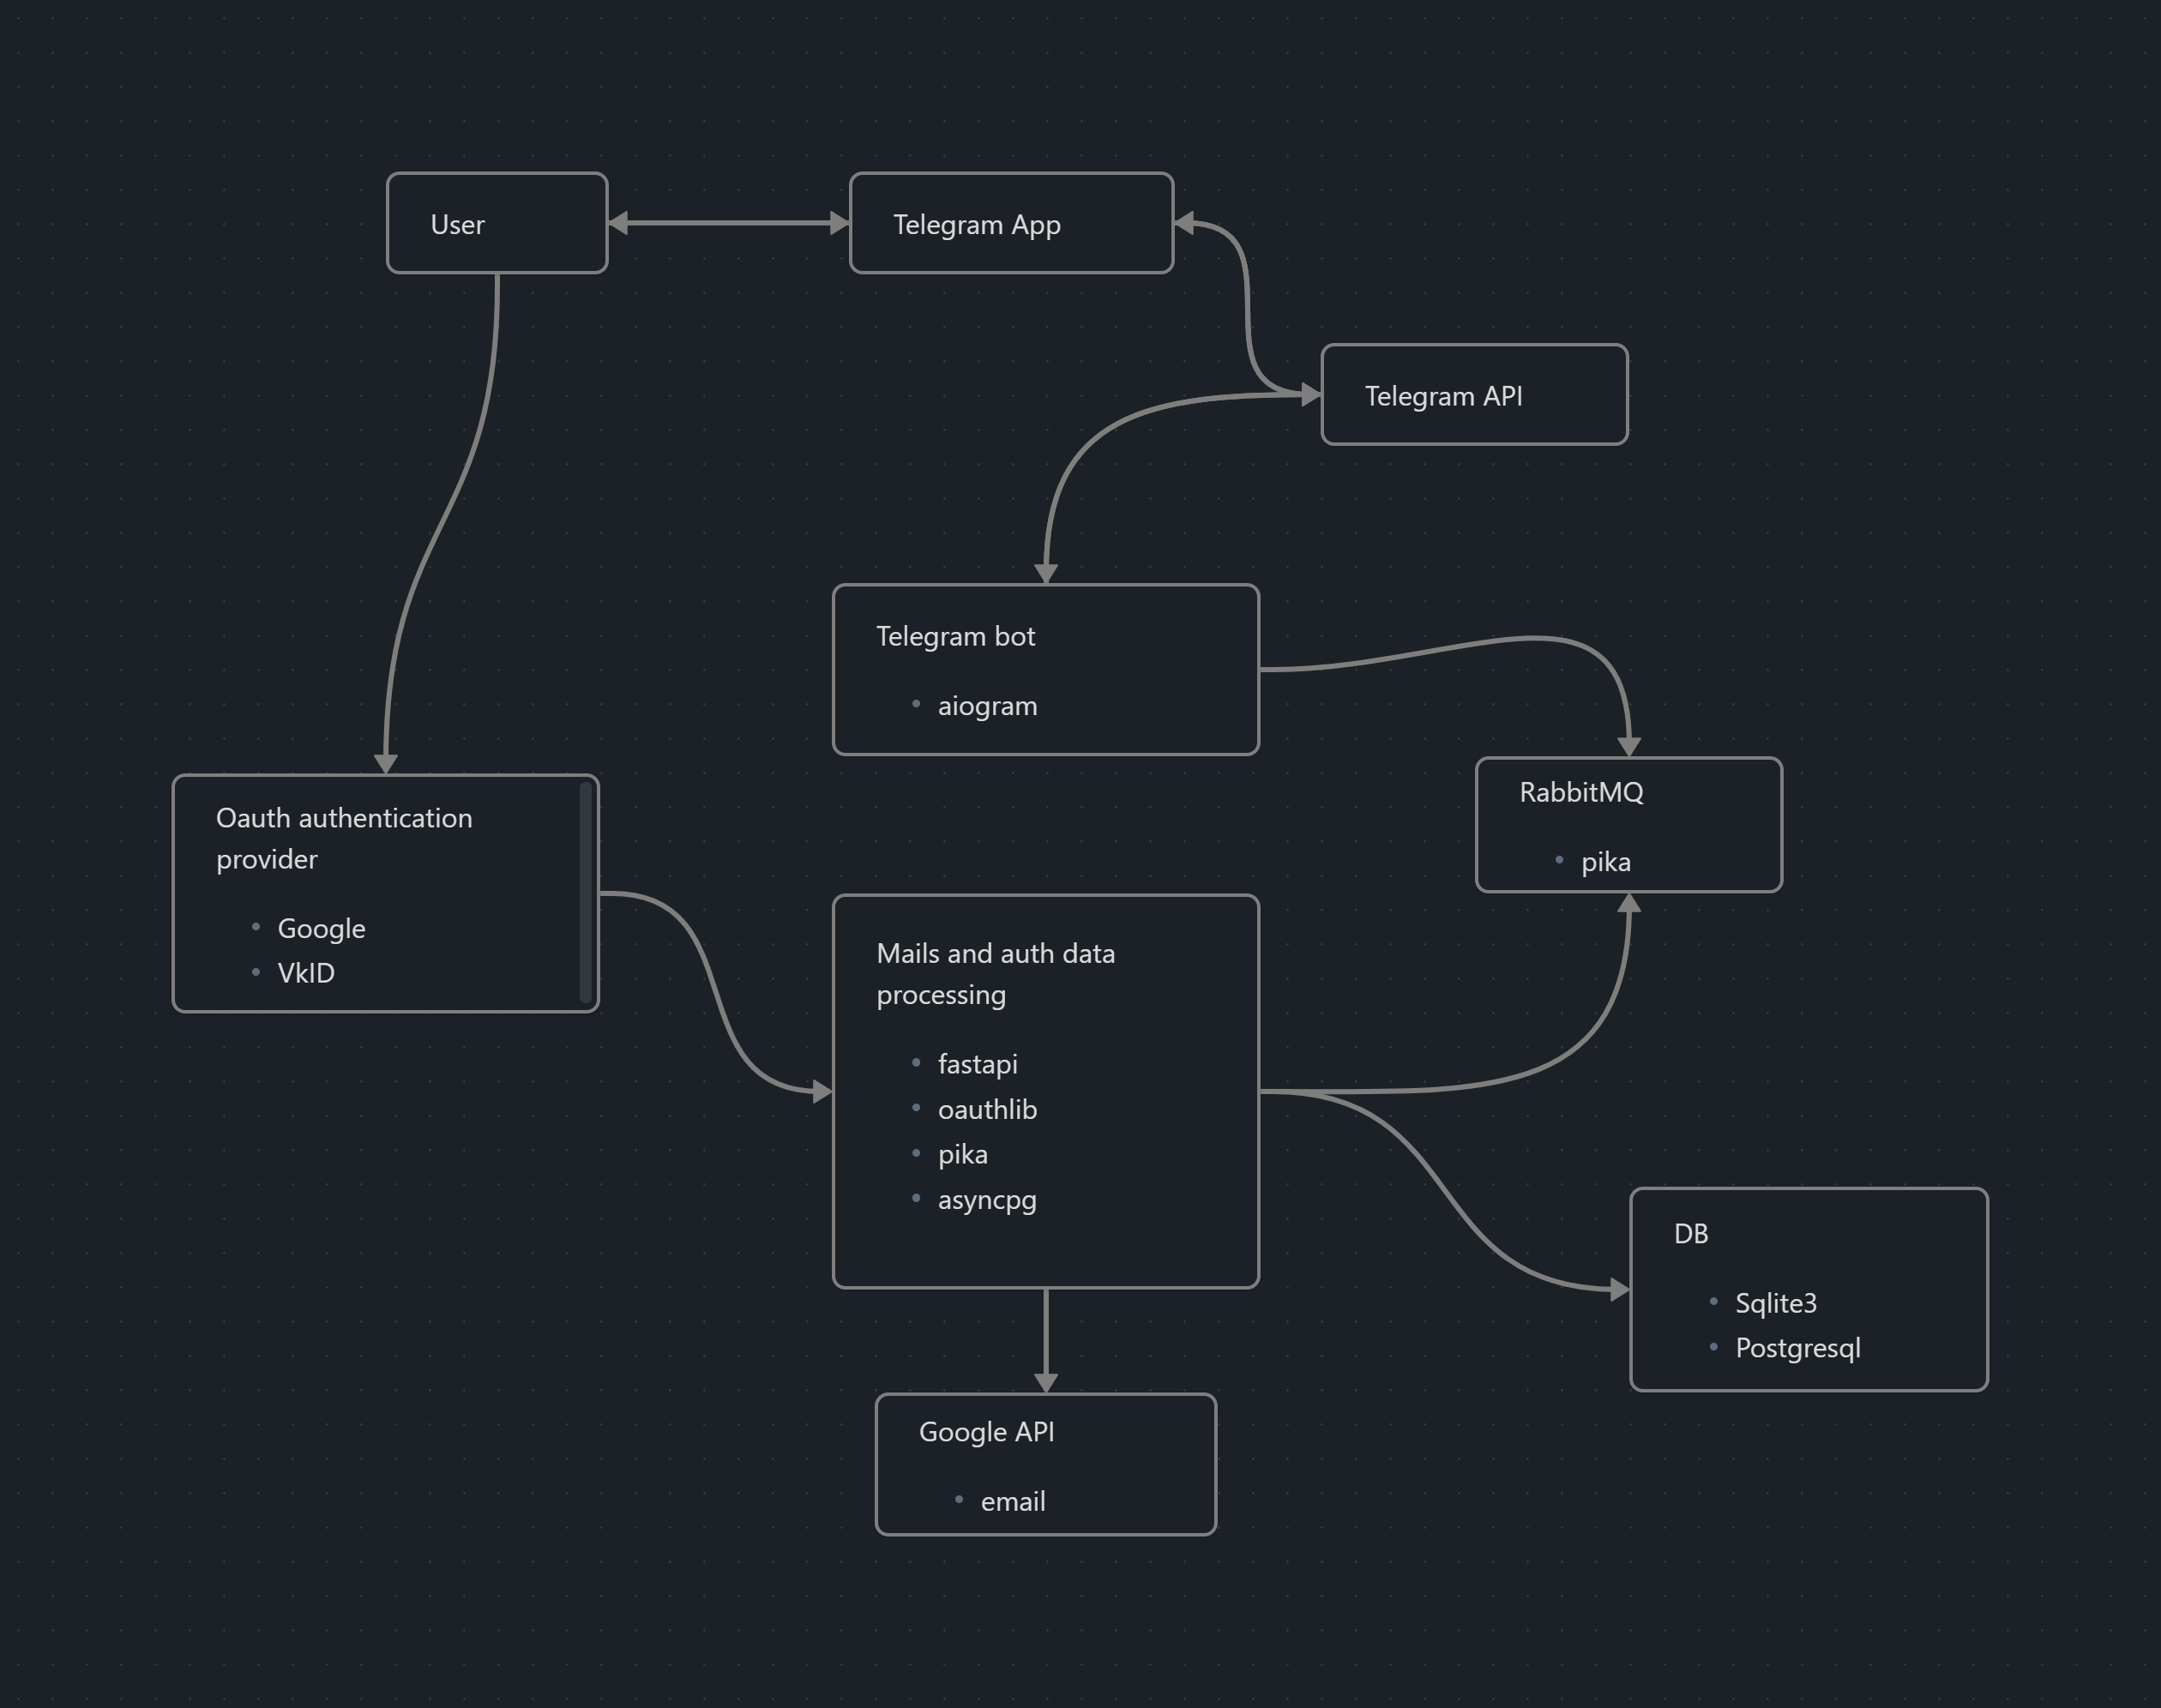 User
Telegram App
Telegram API
Telegram bot
aiogram
RabbitMQ
pika
Oauth authentication
provider
Google
VkID
Mails and auth data
processing
fastapi
oauthlib
pika
asyncpg
DB
Sqlite3
Postgresql
Google API
email